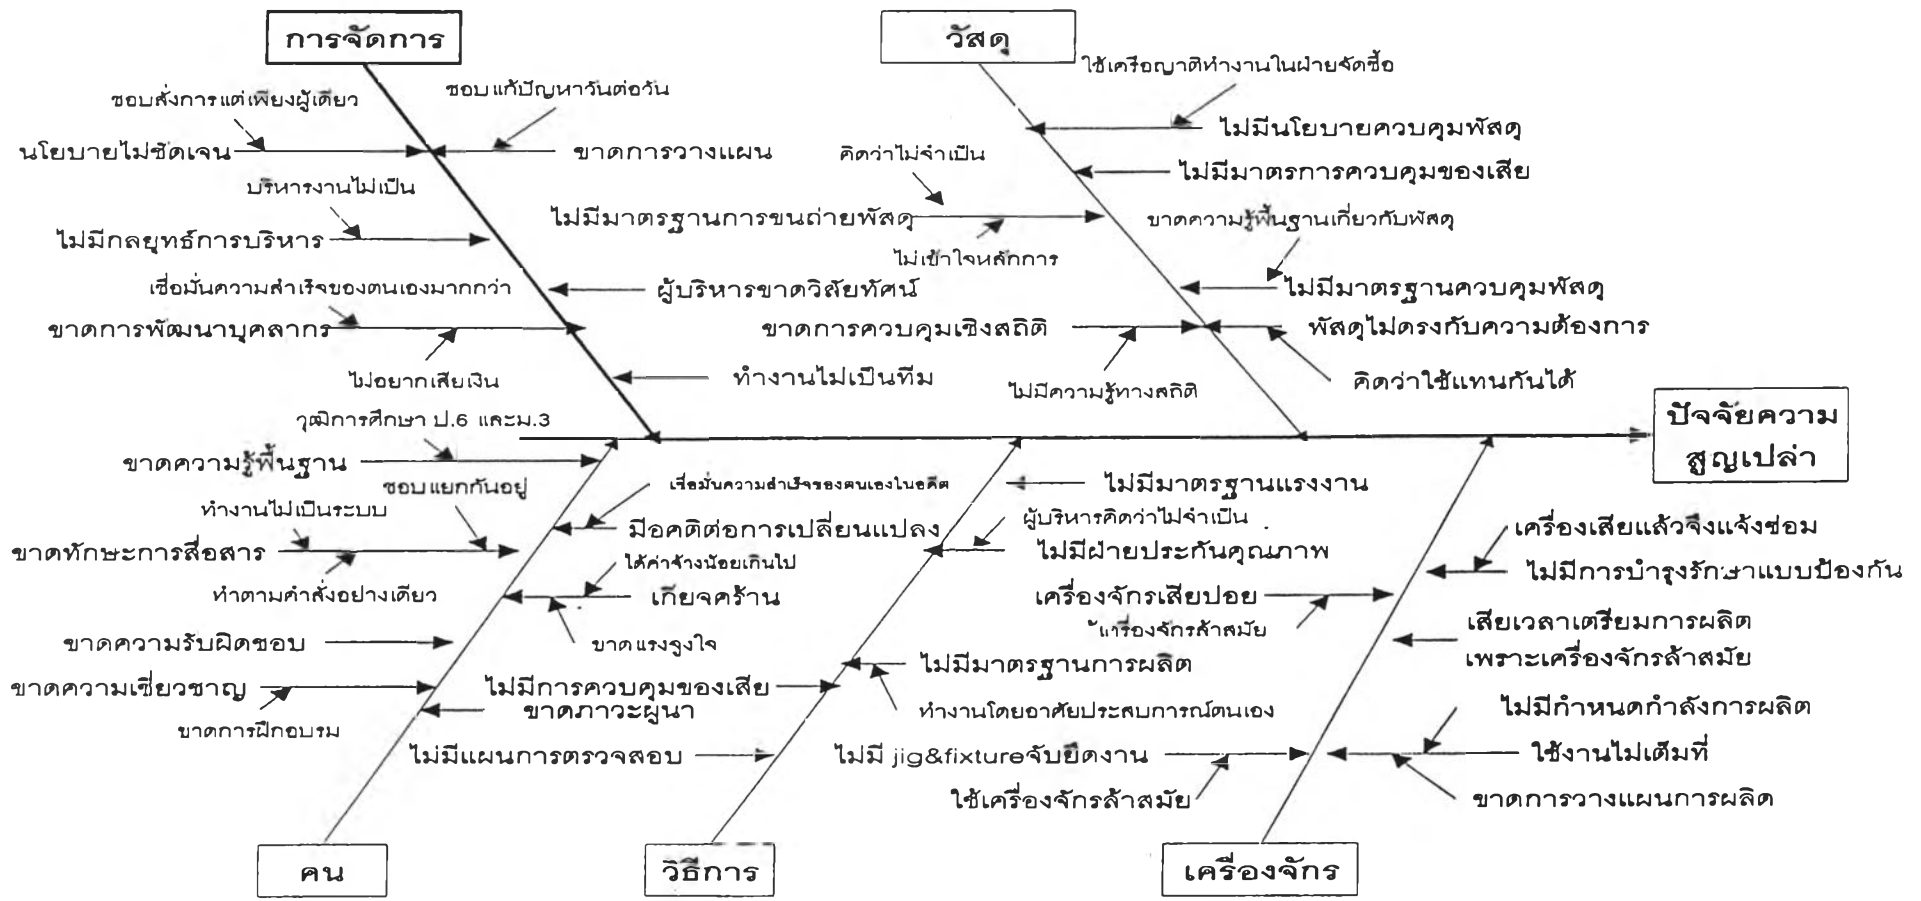 การจัดการ
วัสดุ
ใช้เครือญาติทำงานในฝ่ายจัดซื้อ
ชอบสั่งการแต่เพียงผู้เดียว
ชอบแก้ปัญหาวันต่อวัน
ไม่มีนโยบายควบคุมพัสดุ
นโยบายไม่ชัดเจน
ขาดการวางแผน
คิดว่าไม่จำเป็น
ไม่มีมาตรการควบคุมของเสีย
บริหารงานไม่เป็น
ไม่มีมาตรฐานการขนถ่ายพัสดุ
ขาดความรู้พื้นฐานเกี่ยวกับพัสดุ
ไม่มีกลยุทธ์การบริหาร
ไม่เข้าใจหลักการ
เชื่อมั่นความสำเร็จของตนเองมากกว่า
ผู้บริหารขาดวิสัยทัศน์
ไม่มีมาตรฐานควบคุมพัสดุ
ขาดการพัฒนาบุคลากร
ขาดการควบคุมเชิงสถิติ
พัสดุไม่ตรงกับความต้องการ
ไม่อยากเสียเงิน
ทำงานไม่เป็นทีม
ไม่มีความรู้ทางสถิติ
คิดว่าใช้แทนกันได้
วุฒิการศึกษา ป.6 และม.3
ปัจจัยความ
สูญเปล่า
ขาดความรู้พื้นฐาน
ชอบแยกกันอยู่
เชื่อมั่นความสำเร็จของตนเองในอดีต
ไม่มีมาตรฐานแรงงาน
ทำงานไม่เป็นระบบ
มีอคติต่อการเปลี่ยนแปลง
ผู้บริหารคิดว่าไม่จำเป็น
เครื่องเสียแล้วจึงแจ้งซ่อม
ขาดทักษะการสื่อสาร
ได้ค่าจ้างน้อยเกินไป
ไม่มีฝ่ายประกันคุณภาพ
ไม่มีการบำรุงรักษาแบบป้องกัน
ทำตามคำสั่งอย่างเดียว
เกียจคร้าน
เครื่องจักรเสียบ่อย
เครื่องจักรล้าสมัย
เสียเวลาเตรียมการผลิต
เพราะเครื่องจักรล้าสมัย
ขาดความรับผิดชอบ
ขาดแรงจูงใจ
ไม่มีมาตรฐานการผลิต
ขาดความเชี่ยวชาญ
ไม่มีการควบคุมของเสีย
ขาดภาวะผู้นำ
ทำงานโดยอาศัยประสบการณ์ตนเอง
ไม่มีกำหนดกำลังการผลิต
ขาดการฝึกอบรม
ไม่มีแผนการตรวจสอบ
ไม่มี jig&fixtureจับยึดงาน
ใช้งานไม่เต็มที่
ใช้เครื่องจักรล้าสมัย
ขาดการวางแผนการผลิต
คน
วิธีการ
เครื่องจักร